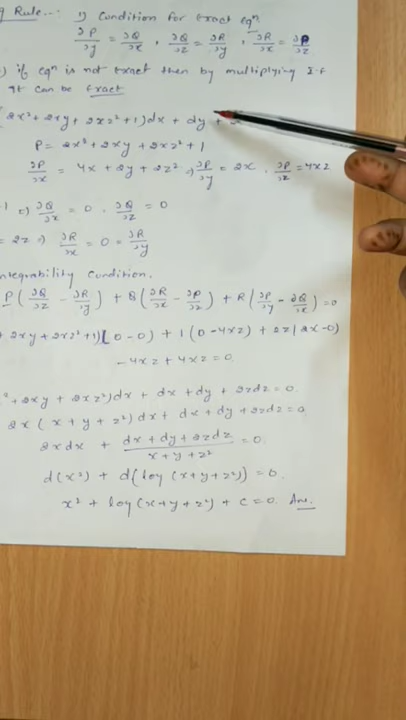 g Rule..: 1) Condition for Exact eqⁿ
∂P/∂y = ∂Q/∂x , ∂Q/∂z = ∂R/∂y , ∂R/∂x = ∂P/∂z
) if eqⁿ is not Exact then by multiplying I.F
It can be Exact
2x²+2xy+2xz²+1)dx + dy +
P = 2x²+2xy+2xz²+1
∂P/∂x = 4x+2y+2z² , ∂P/∂y = 2x , ∂P/∂z = 4xz
=1 ∂Q/∂x = 0 . ∂Q/∂z = 0
= 2z ⇒ ∂R/∂x = 0 = ∂R/∂y
ntegrability Condition.
P(∂Q/∂z - ∂R/∂y) + Q(∂R/∂x - ∂P/∂z) + R(∂P/∂y - ∂Q/∂x) = 0
+ 2xy+2xz²+1)(0-0) + 1(0-4xz) + 2z(2x-0)
-4xz+4xz=0.
²+2xy+2xz²)dx + dx + dy + 2zdz = 0.
2x(x+y+z²)dx + dx + dy + 2zdz = 0
2xdx + dx+dy+2zdz/x+y+z² = 0.
d(x²) + d(log(x+y+z²)) = 0.
x² + log(x+y+z²) + C = 0. Ans.